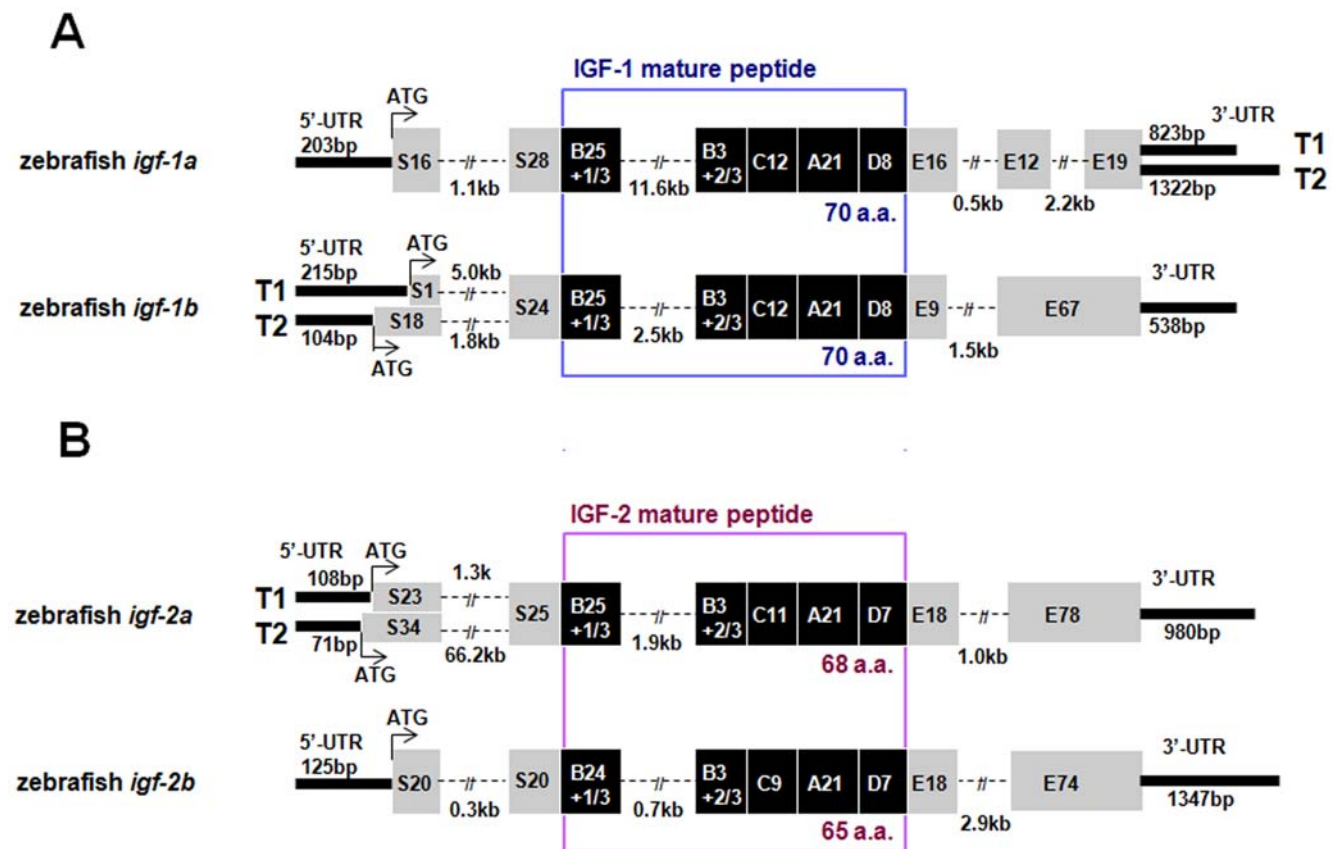 A
IGF-1 mature peptide
zebrafish igf-1a
5'-UTR
203bp
ATG
S16
1.1kb
S28
B25
+1/3
11.6kb
B3
+2/3
C12
A21
D8
E16
0.5kb
E12
2.2kb
E19
823bp
3'-UTR
T1
1322bp
T2
70 a.a.
zebrafish igf-1b
5'-UTR
215bp
ATG
T1
S1
5.0kb
T2
104bp
ATG
S18
1.8kb
S24
B25
+1/3
2.5kb
B3
+2/3
C12
A21
D8
E9
1.5kb
E67
3'-UTR
538bp
70 a.a.
B
IGF-2 mature peptide
zebrafish igf-2a
5'-UTR
108bp
ATG
T1
S23
1.3k
T2
71bp
ATG
S34
66.2kb
S25
B25
+1/3
1.9kb
B3
+2/3
C11
A21
D7
E18
1.0kb
E78
3'-UTR
980bp
68 a.a.
zebrafish igf-2b
5'-UTR
125bp
ATG
S20
0.3kb
S20
B24
+1/3
0.7kb
B3
+2/3
C9
A21
D7
E18
2.9kb
E74
3'-UTR
1347bp
65 a.a.